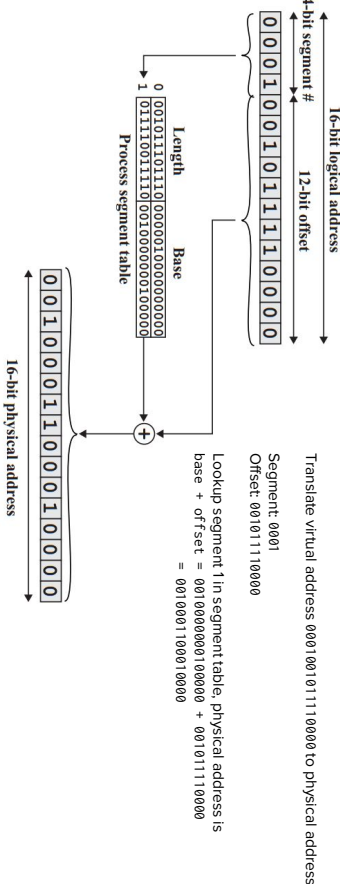 16-bit logical address
4-bit segment #
12-bit offset
0 0 0 1 0 0 1 0 1 1 1 1 0 0 0 0
Translate virtual address 0001001011110000 to physical address
Segment: 0001
Offset: 001011110000
Lookup segment 1 in segment table, physical address is
base + offset = 0010000000100000 + 001011110000
= 0010001100010000
Length Base
0 001011101110 0000010000000000
1 011110011110 0010000000100000
Process segment table
+
0 0 1 0 0 0 1 1 0 0 0 1 0 0 0 0
16-bit physical address